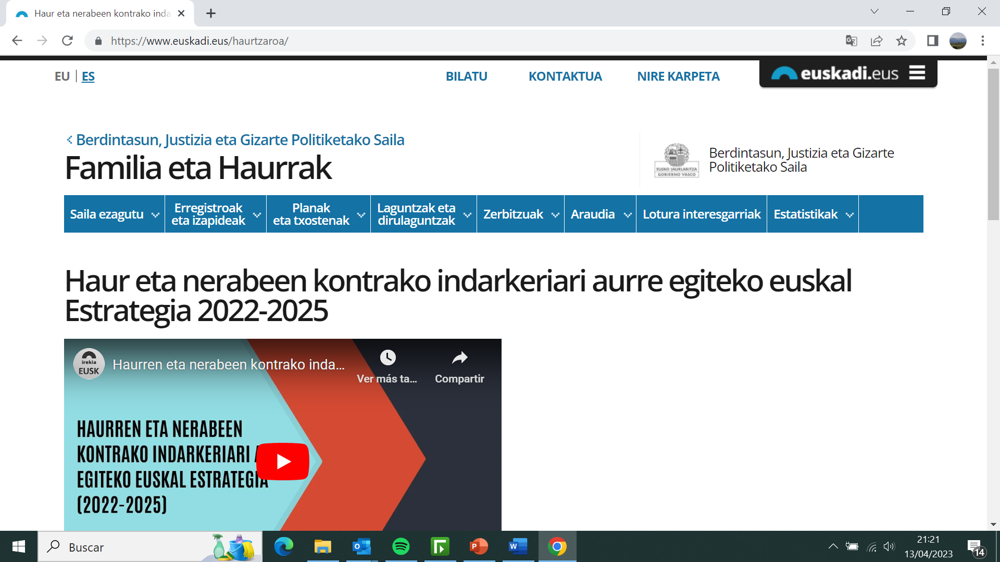 Haur eta nerabeen kontrako inda
https://www.euskadi.eus/haurtzaroa/
EU | ES
BILATU
KONTAKTUA
NIRE KARPETA
euskadi.eus
Berdintasun, Justizia eta Gizarte Politiketako Saila
Familia eta Haurrak
EUSKO JAURLARITZA
GOBIERNO VASCO
Berdintasun, Justizia eta Gizarte
Politiketako Saila
Saila ezagutu
Erregistroak
eta izapideak
Planak
eta txostenak
Laguntzak eta
dirulaguntzak
Zerbitzuak
Araudia
Lotura interesgarriak
Estatistikak
Haur eta nerabeen kontrako indarkeriari aurre egiteko euskal
Estrategia 2022-2025
irekia
EUSK
Haurren eta nerabeen kontrako inda...
Ver más ta...
Compartir
HAURREN ETA NERABEEN
KONTRAKO INDARKERIARI
EGITEKO EUSKAL ESTRATEGIA
(2022-2025)
Buscar
21:21
13/04/2023
14